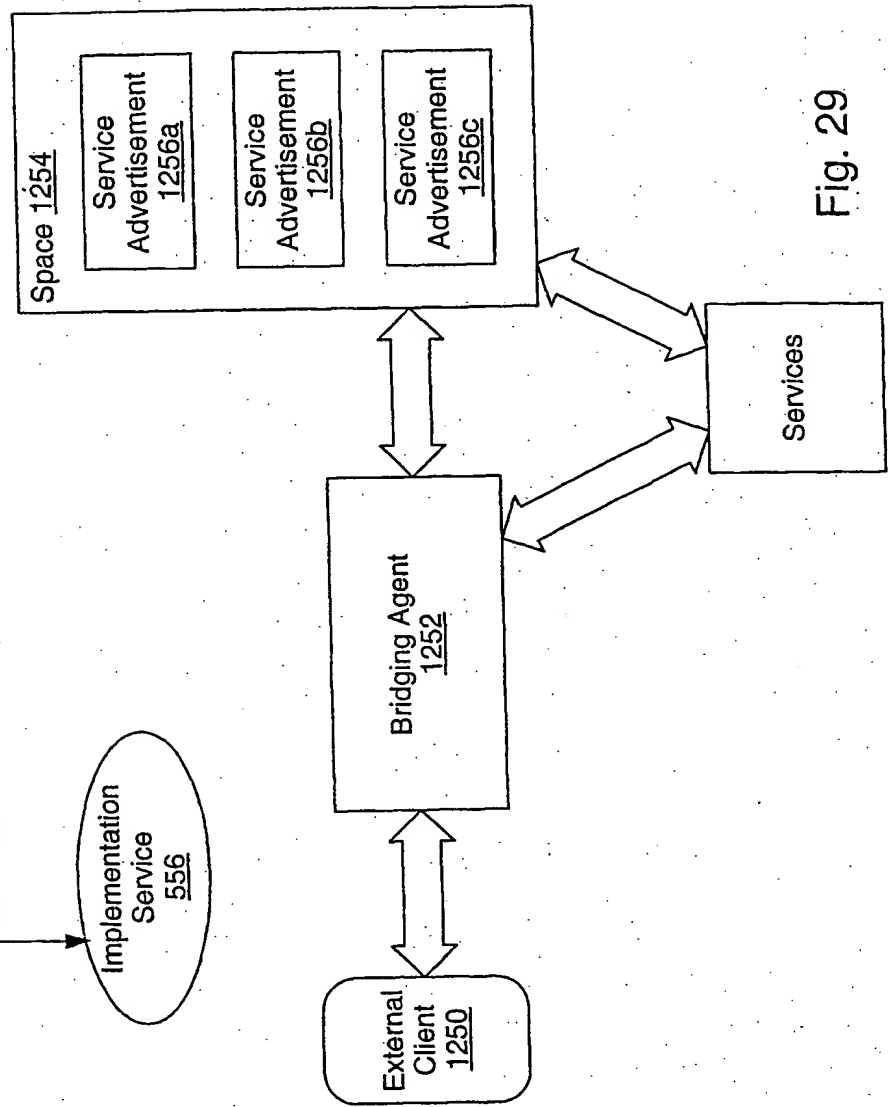 Implementation
Service
556
External
Client
1250
Bridging Agent
1252
Space 1254
Service
Advertisement
1256a
Service
Advertisement
1256b
Service
Advertisement
1256c
Services
Fig. 29